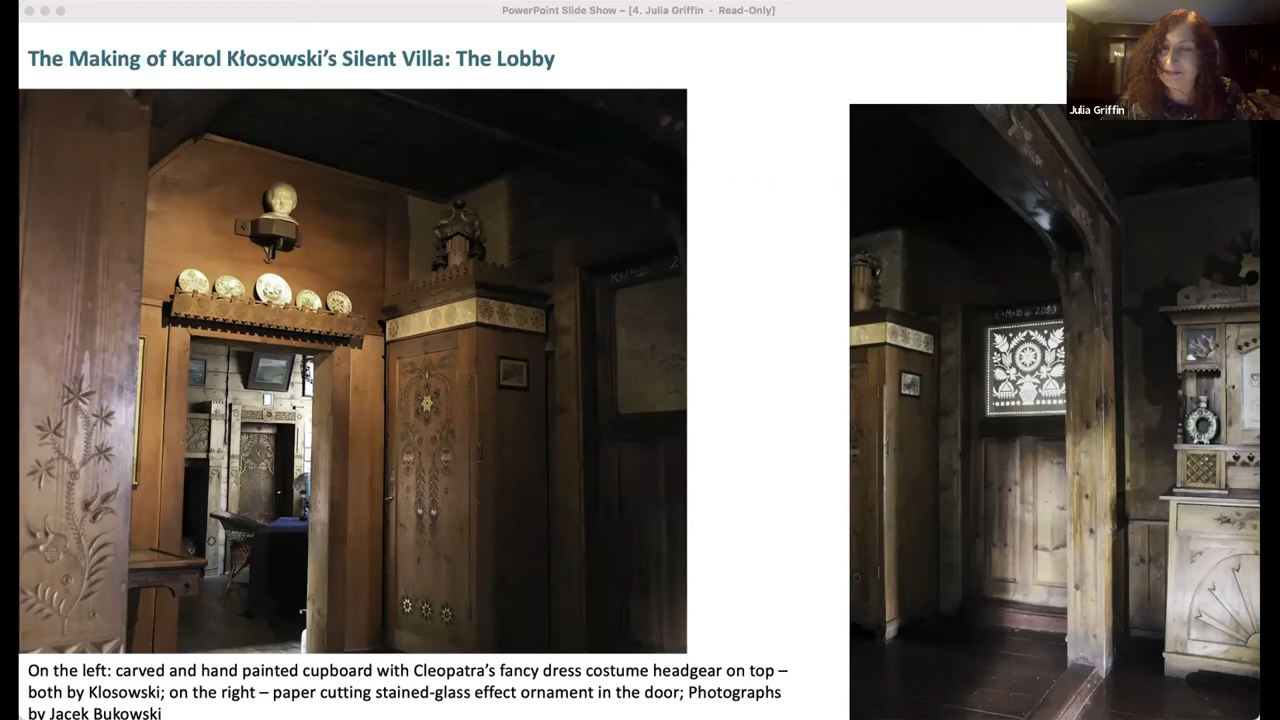 PowerPoint Slide Show – [4. Julia Griffin - Read-Only]
The Making of Karol Kłosowski's Silent Villa: The Lobby
Julia Griffin
On the left: carved and hand painted cupboard with Cleopatra's fancy dress costume headgear on top –
both by Klosowski; on the right – paper cutting stained-glass effect ornament in the door; Photographs
by Jacek Bukowski